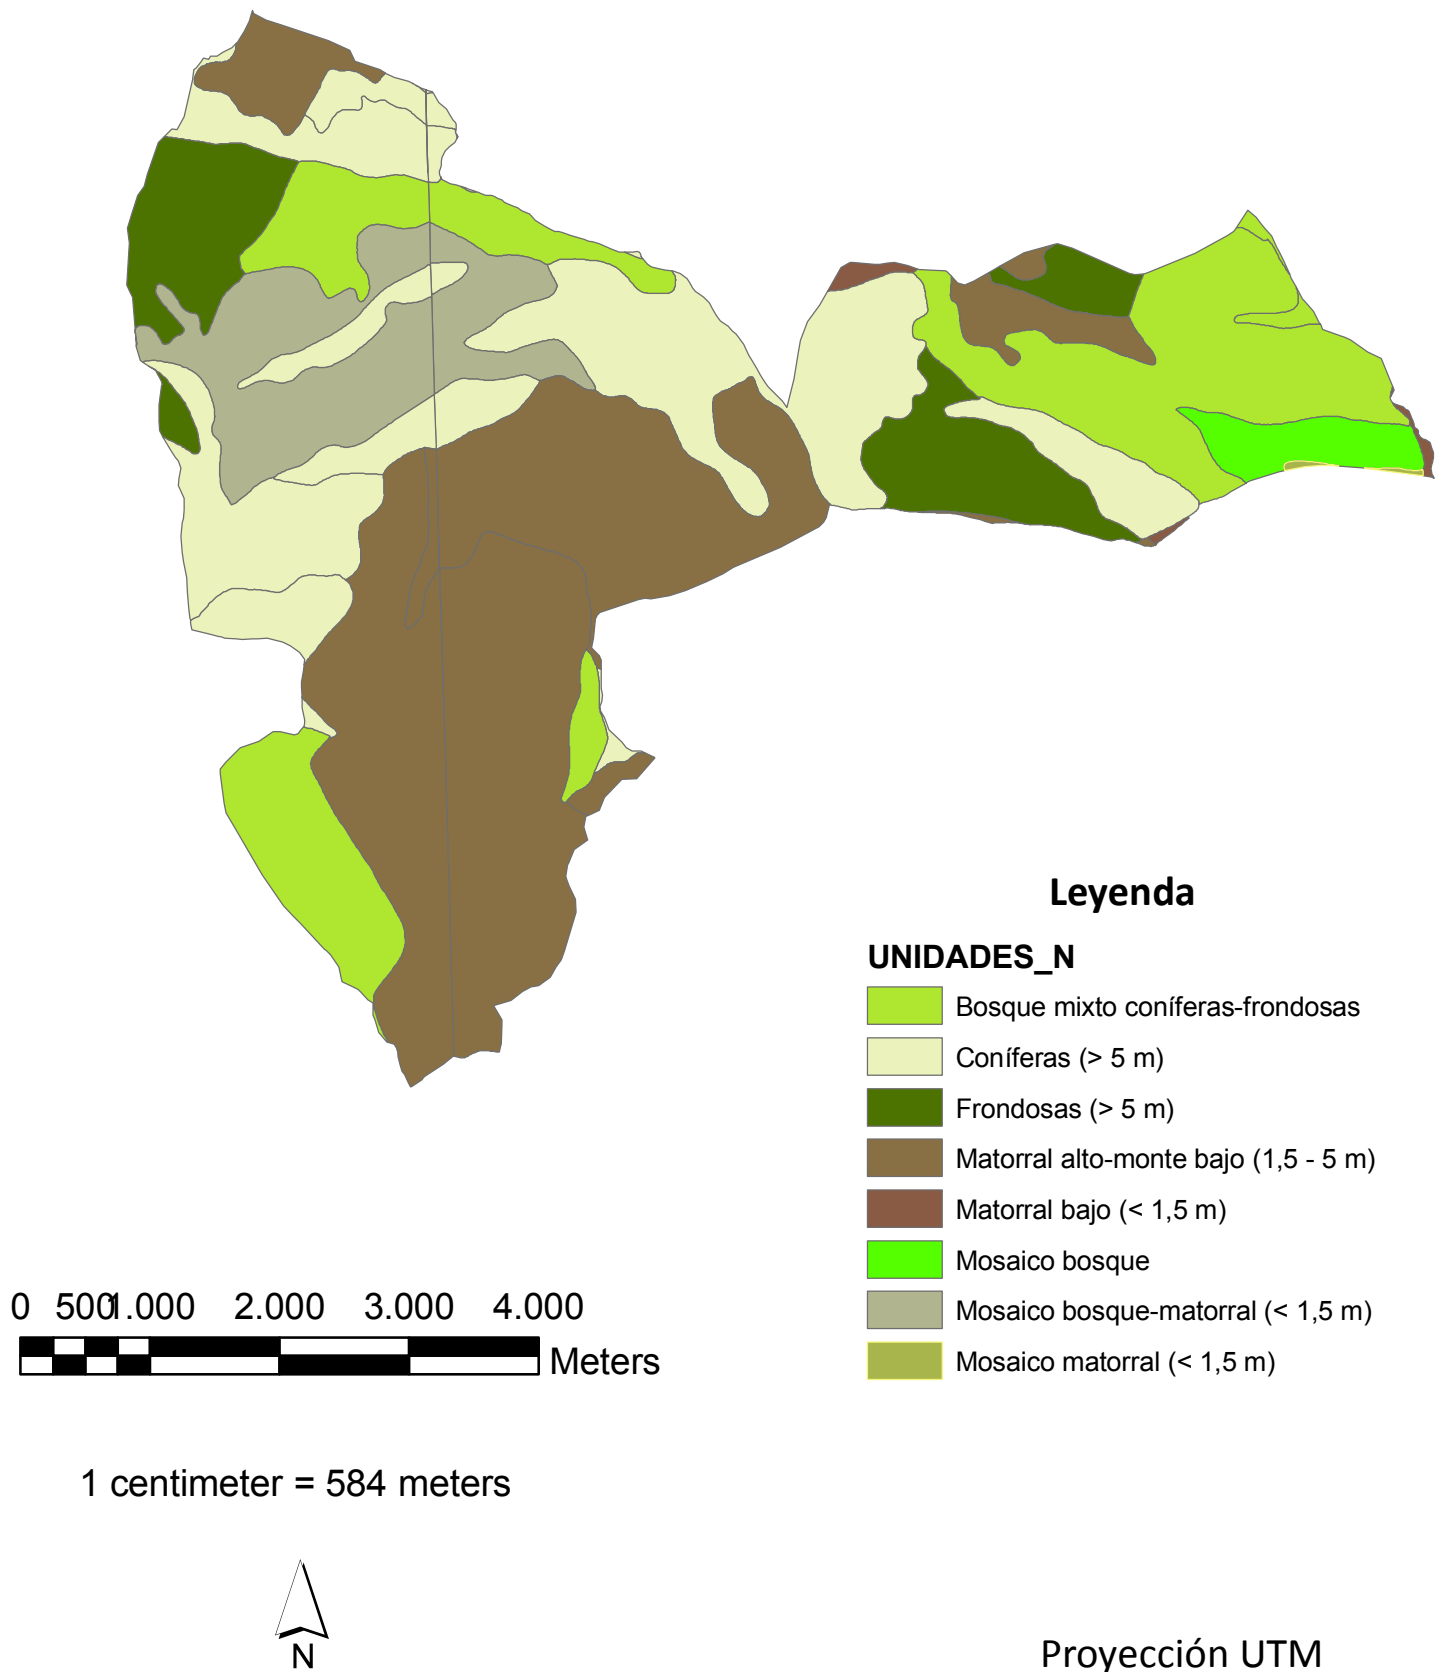 Leyenda
UNIDADES_N
Bosque mixto coníferas-frondosas
Coníferas (> 5 m)
Frondosas (> 5 m)
Matorral alto-monte bajo (1,5 - 5 m)
Matorral bajo (< 1,5 m)
Mosaico bosque
Mosaico bosque-matorral (< 1,5 m)
Mosaico matorral (< 1,5 m)
0 500 1.000 2.000 3.000 4.000
Meters
1 centimeter = 584 meters
N
Proyección UTM